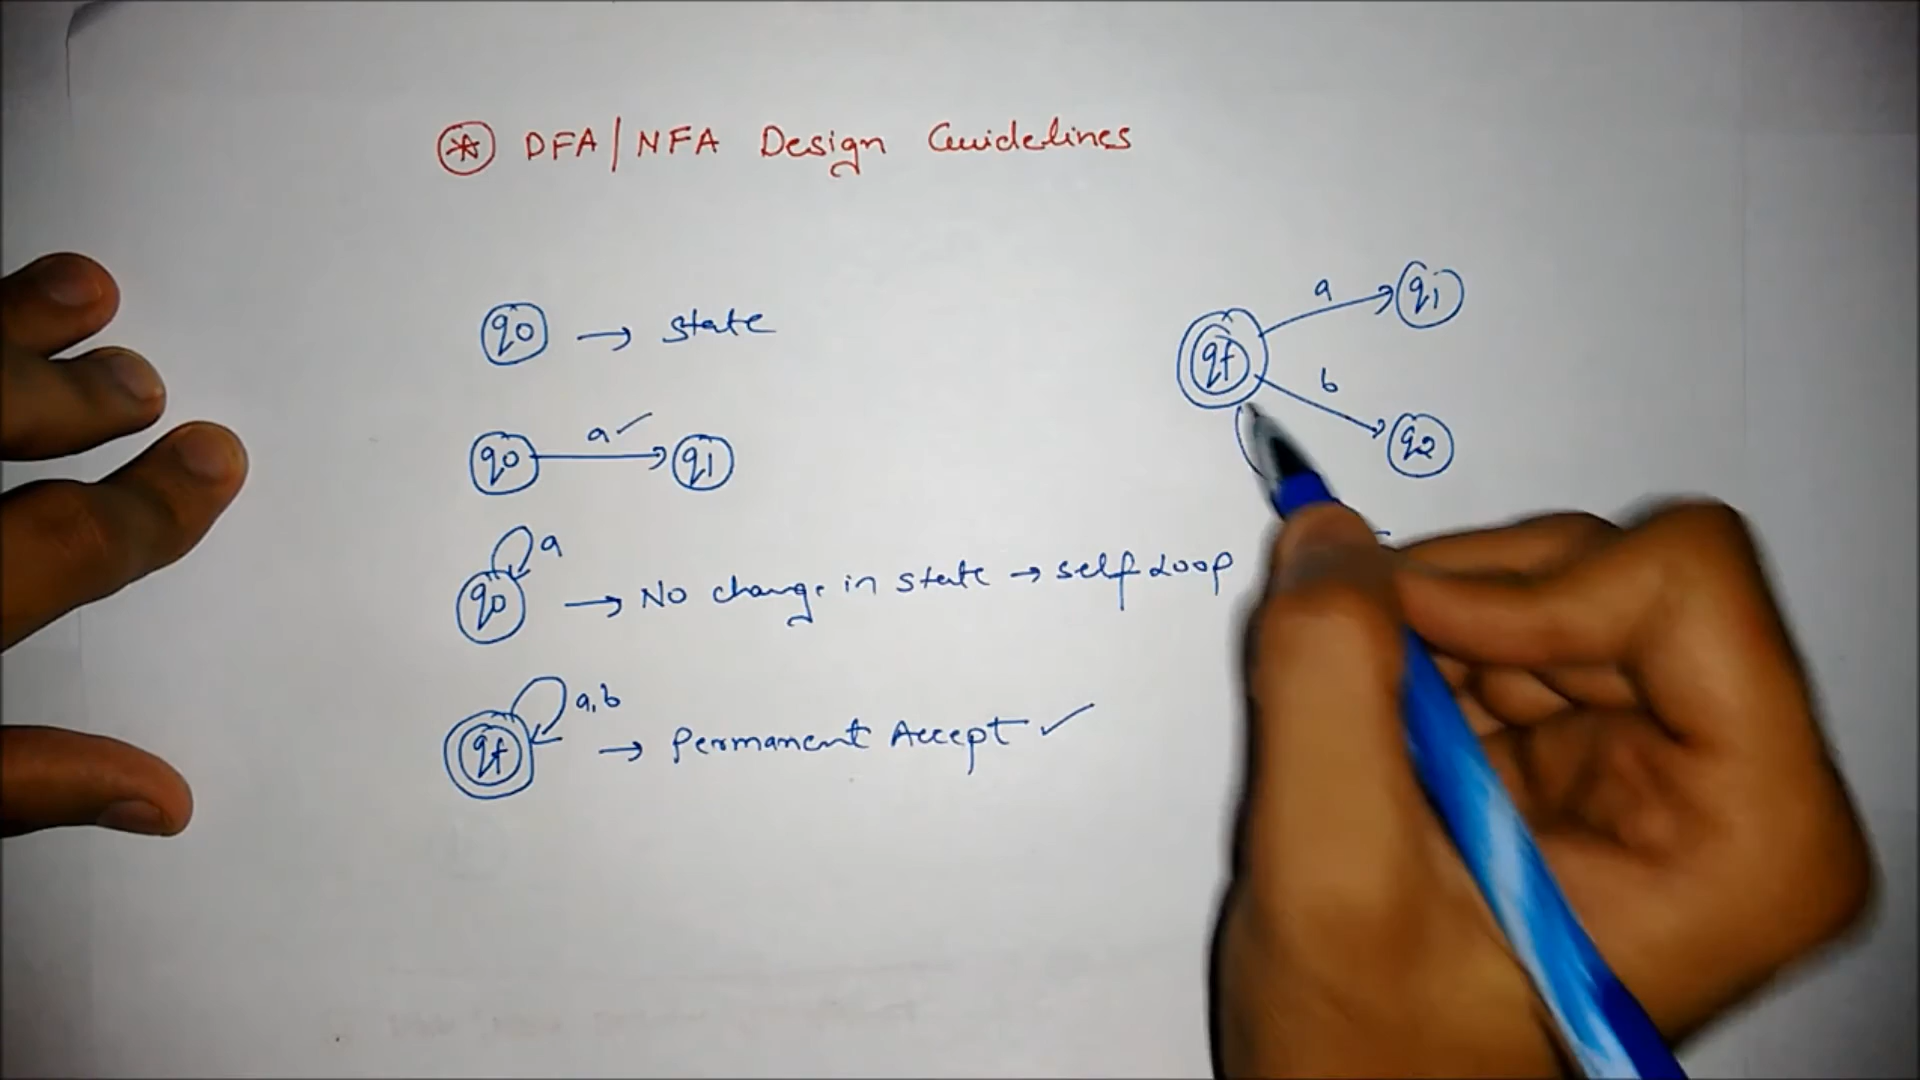 * DFA/NFA Design Guidelines
q0 → state
q0 a q1
q0 a → No change in state → self Loop
qf a,b → Permanent Accept ✓
qf a q1
b q2